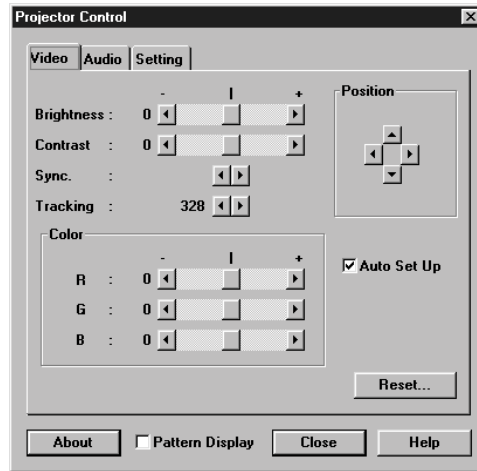 Projector Control
Video Audio Setting
- | +
Brightness : 0
Contrast : 0
Sync. :
Tracking : 328
Position
Color
- | +
R : 0
G : 0
B : 0
Auto Set Up
Reset...
About Pattern Display Close Help